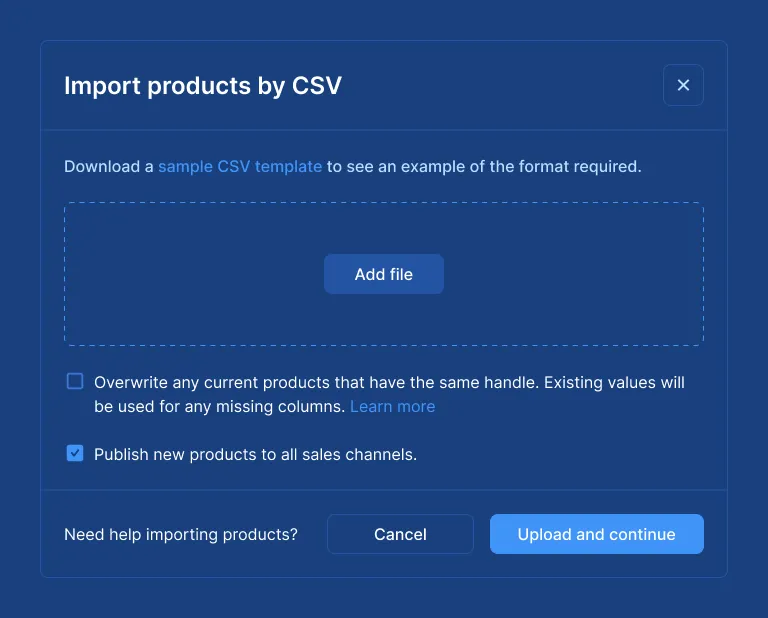 Import products by CSV
Download a sample CSV template to see an example of the format required.
Add file
Overwrite any current products that have the same handle. Existing values will
be used for any missing columns. Learn more
Publish new products to all sales channels.
Need help importing products?
Cancel
Upload and continue